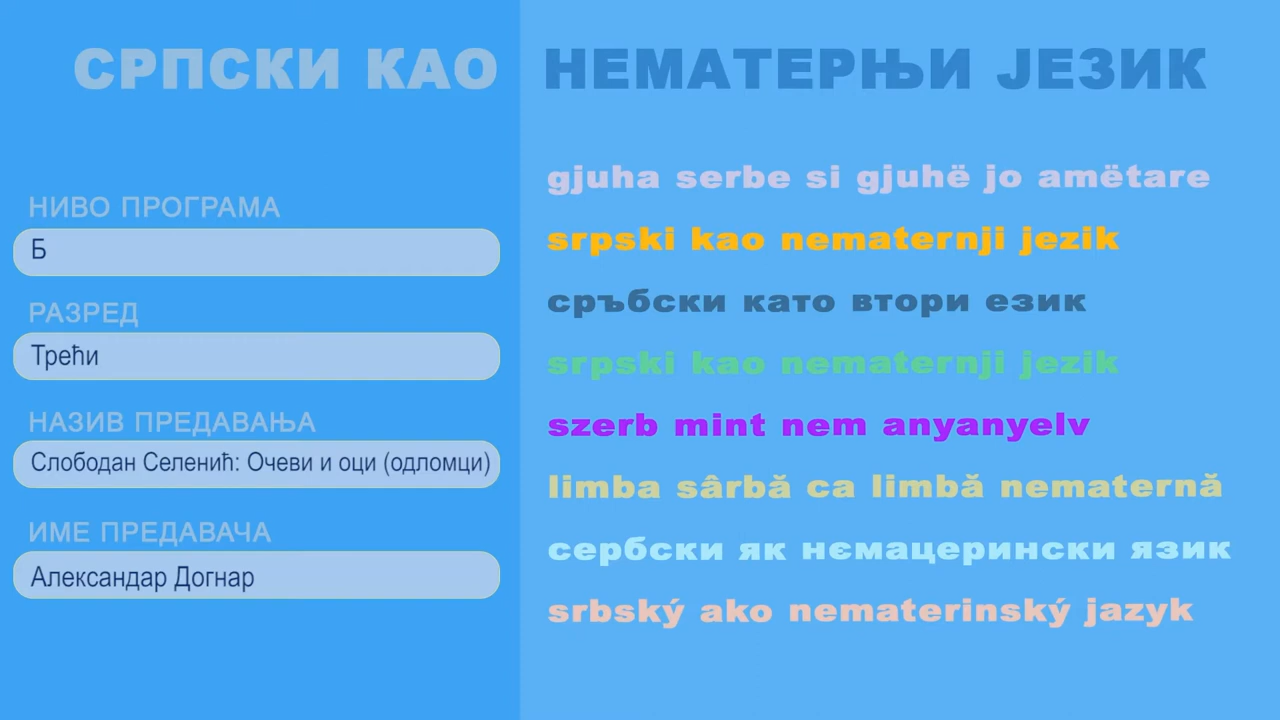 СРПСКИ КАО НЕМАТЕРЊИ ЈЕЗИК
НИВО ПРОГРАМА
Б
РАЗРЕД
Трећи
НАЗИВ ПРЕДАВАЊА
Слободан Селенић: Очеви и оци (одломци)
ИМЕ ПРЕДАВАЧА
Александар Догнар
gjuha serbe si gjuhë jo amëtare
srpski kao nematernji jezik
сръбски като втори език
srpski kao nematernji jezik
szerb mint nem anyanyelv
limba sârbă ca limbă nematernă
сербски як нємацерински язик
srbský ako nematerinský jazyk